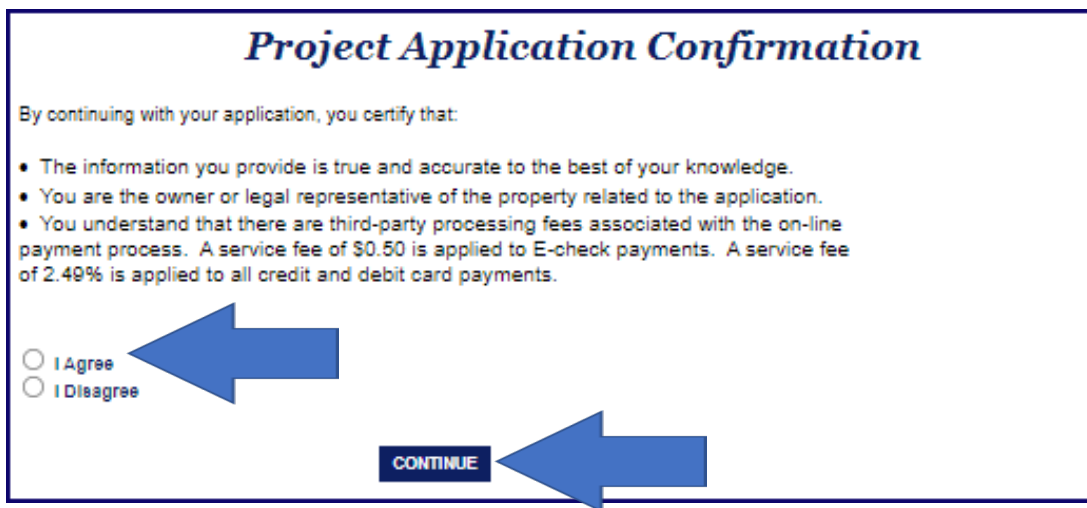 Project Application Confirmation
By continuing with your application, you certify that:
• The information you provide is true and accurate to the best of your knowledge.
• You are the owner or legal representative of the property related to the application.
• You understand that there are third-party processing fees associated with the on-line
payment process. A service fee of $0.50 is applied to E-check payments. A service fee
of 2.49% is applied to all credit and debit card payments.
I Agree
I Disagree
CONTINUE